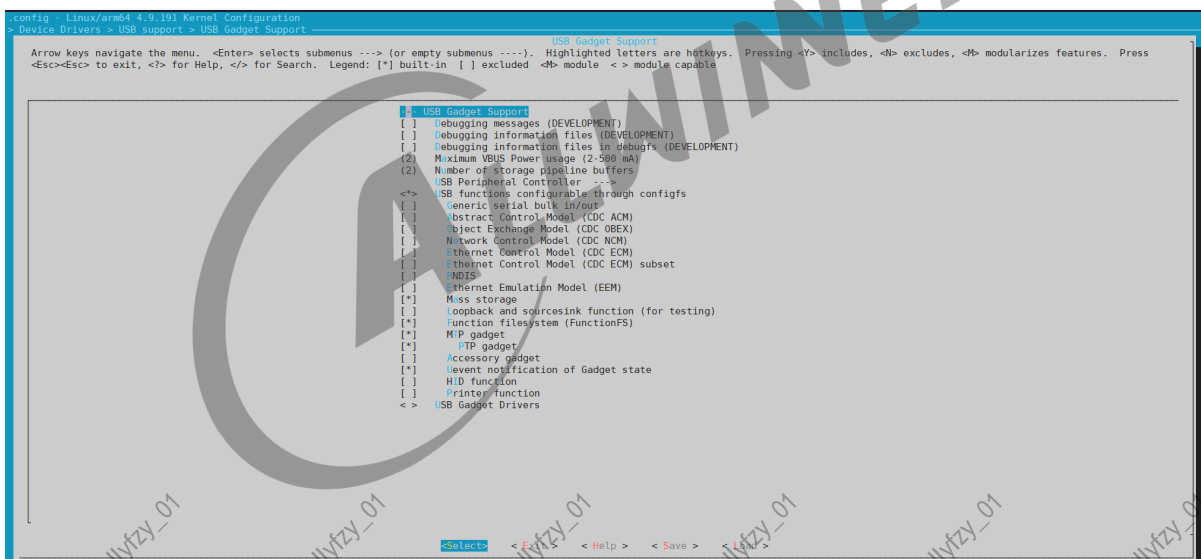 .config - Linux/arm64 4.9.191 Kernel Configuration
> Device Drivers > USB support > USB Gadget Support
USB Gadget Support
Arrow keys navigate the menu. <Enter> selects submenus ---> (or empty submenus ----). Highlighted letters are hotkeys. Pressing <Y> includes, <N> excludes, <M> modularizes features. Press
<Esc><Esc> to exit, <?> for Help, </> for Search. Legend: [*] built-in [ ] excluded <M> module < > module capable
--- USB Gadget Support
[ ] Debugging messages (DEVELOPMENT)
[ ] Debugging information files (DEVELOPMENT)
[ ] Debugging information files in debugfs (DEVELOPMENT)
(2) Maximum VBUS Power usage (2-500 mA)
(2) Number of storage pipeline buffers
USB Peripheral Controller --->
<*> USB functions configurable through configfs
[ ] Generic serial bulk in/out
[ ] Abstract Control Model (CDC ACM)
[ ] Object Exchange Model (CDC OBEX)
[ ] Network Control Model (CDC NCM)
[ ] Ethernet Control Model (CDC ECM)
[ ] Ethernet Control Model (CDC ECM) subset
[ ] RNDIS
[ ] Ethernet Emulation Model (EEM)
[*] Mass storage
[ ] Loopback and sourcesink function (for testing)
[*] Function filesystem (FunctionFS)
[*] MTP gadget
[*] PTP gadget
[ ] Accessory gadget
[*] Uevent notification of Gadget state
[ ] HID function
[ ] Printer function
< > USB Gadget Drivers
<Select> < Exit > < Help > < Save > < Load >